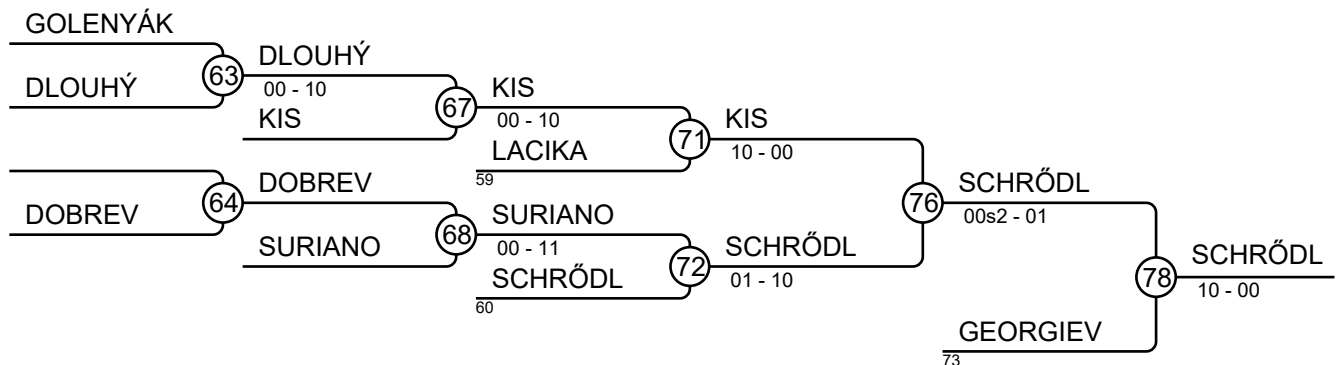 GOLENYÁK
DLOUHÝ
63
DLOUHÝ
00 - 10
KIS
67
KIS
00 - 10
LACIKA
59
71
KIS
10 - 00
DOBREV
64
DOBREV
SURIANO
68
SURIANO
00 - 11
SCHRŐDL
60
72
SCHRŐDL
01 - 10
76
SCHRŐDL
00s2 - 01
GEORGIEV
73
78
SCHRŐDL
10 - 00